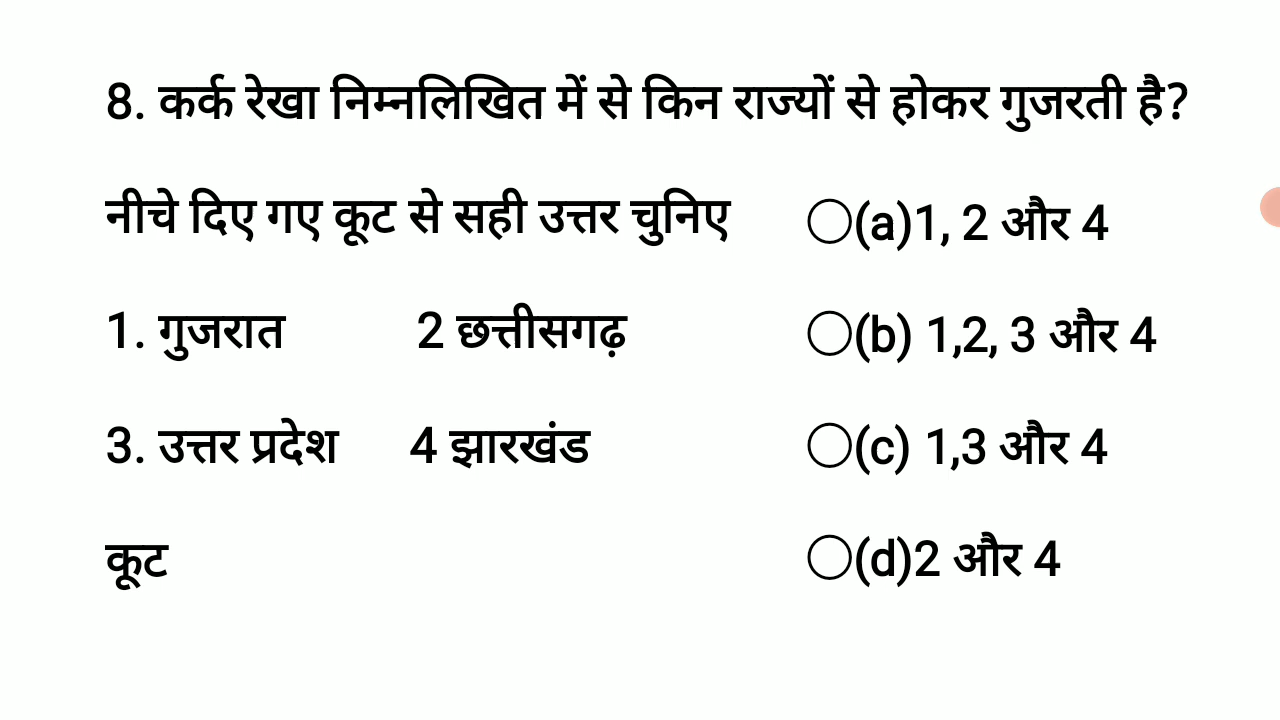 8. कर्क रेखा निम्नलिखित में से किन राज्यों से होकर गुजरती है?
नीचे दिए गए कूट से सही उत्तर चुनिए
1. गुजरात 2 छत्तीसगढ़
3. उत्तर प्रदेश 4 झारखंड
कूट
(a)1, 2 और 4
(b) 1,2, 3 और 4
(c) 1,3 और 4
(d)2 और 4